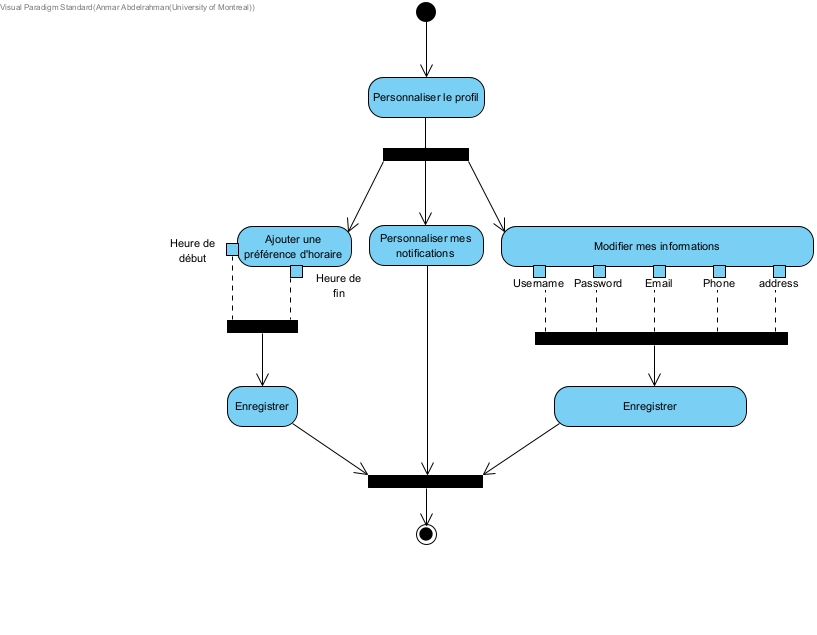 Visual Paradigm Standard(Anmar Abdelrahman(University of Montreal))
Personnaliser le profil
Heure de
début
Ajouter une
préférence d'horaire
Personnaliser mes
notifications
Modifier mes informations
Heure de
fin
Username
Password
Email
Phone
address
Enregistrer
Enregistrer